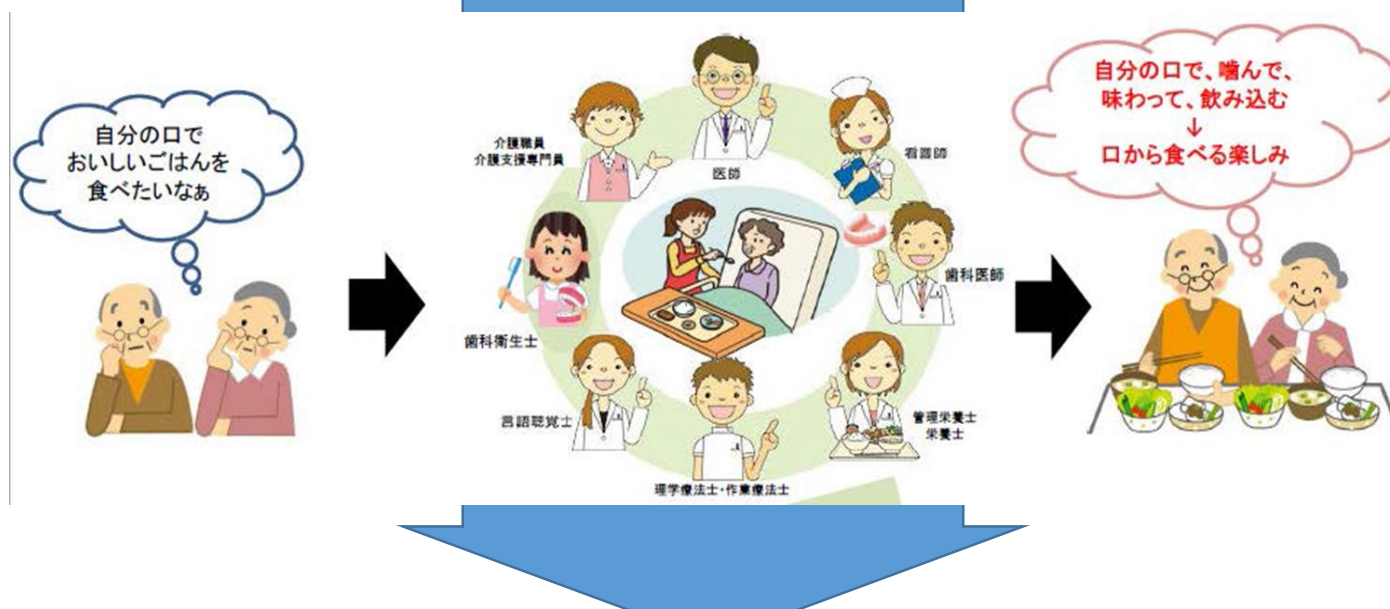 自分の口で
おいしいごはんを
食べたいなぁ
介護職員
介護支援専門員
医師
看護師
歯科医師
歯科衛生士
言語聴覚士
管理栄養士
栄養士
理学療法士・作業療法士
自分の口で、噛んで、
味わって、飲み込む
↓
口から食べる楽しみ